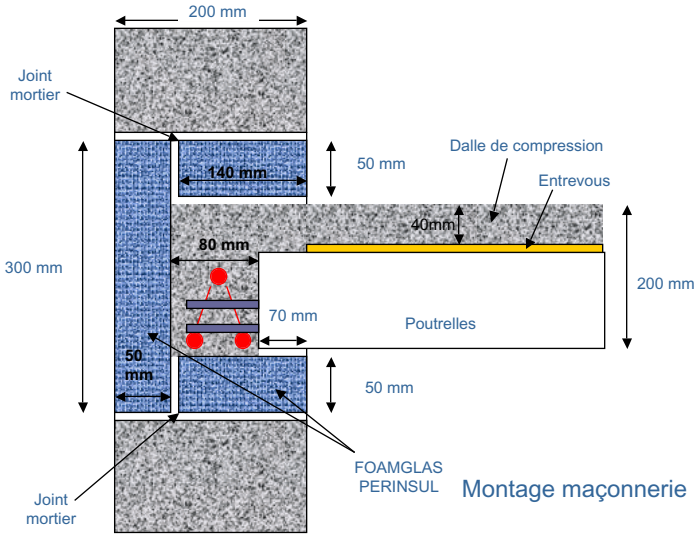 200 mm
Joint
mortier
50 mm
Dalle de compression
140 mm
Entrevous
40mm
80 mm
300 mm
200 mm
70 mm
Poutrelles
50
mm
50 mm
FOAMGLAS
PERINSUL
Montage maçonnerie
Joint
mortier